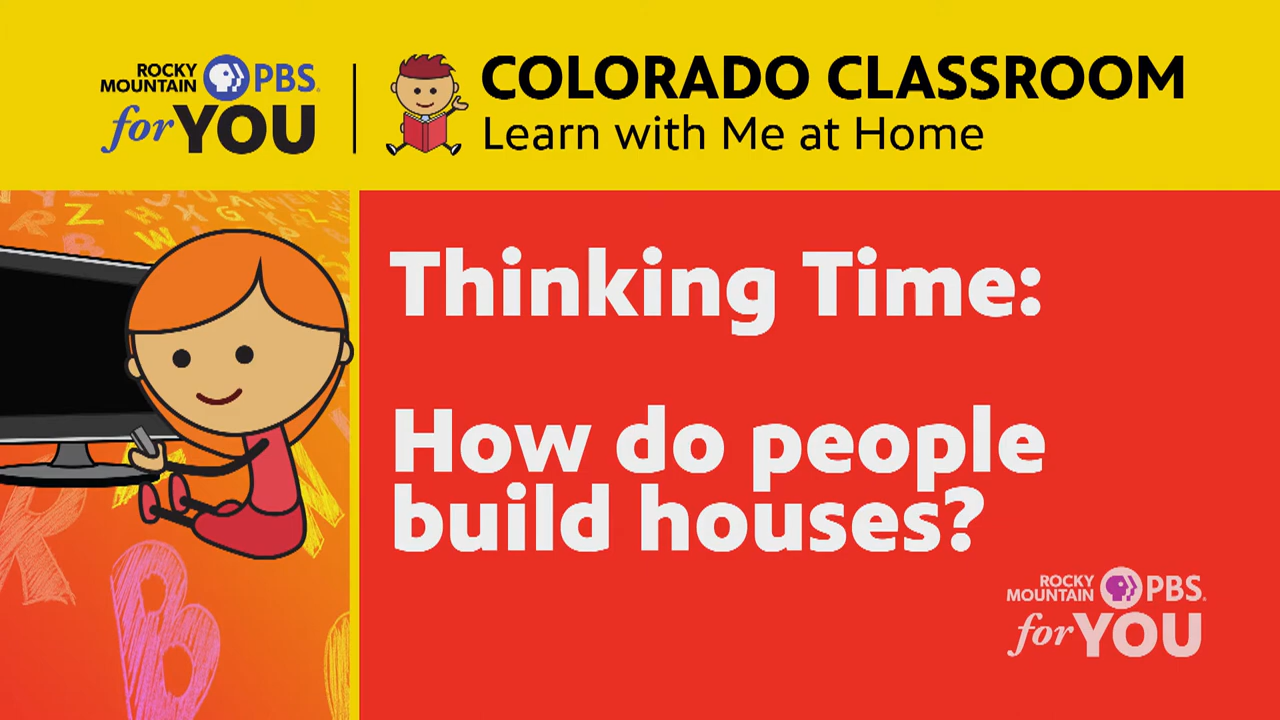 ROCKY
MOUNTAIN PBS.
for YOU
COLORADO CLASSROOM
Learn with Me at Home
Thinking Time:
How do people
build houses?
ROCKY
MOUNTAIN PBS.
for YOU